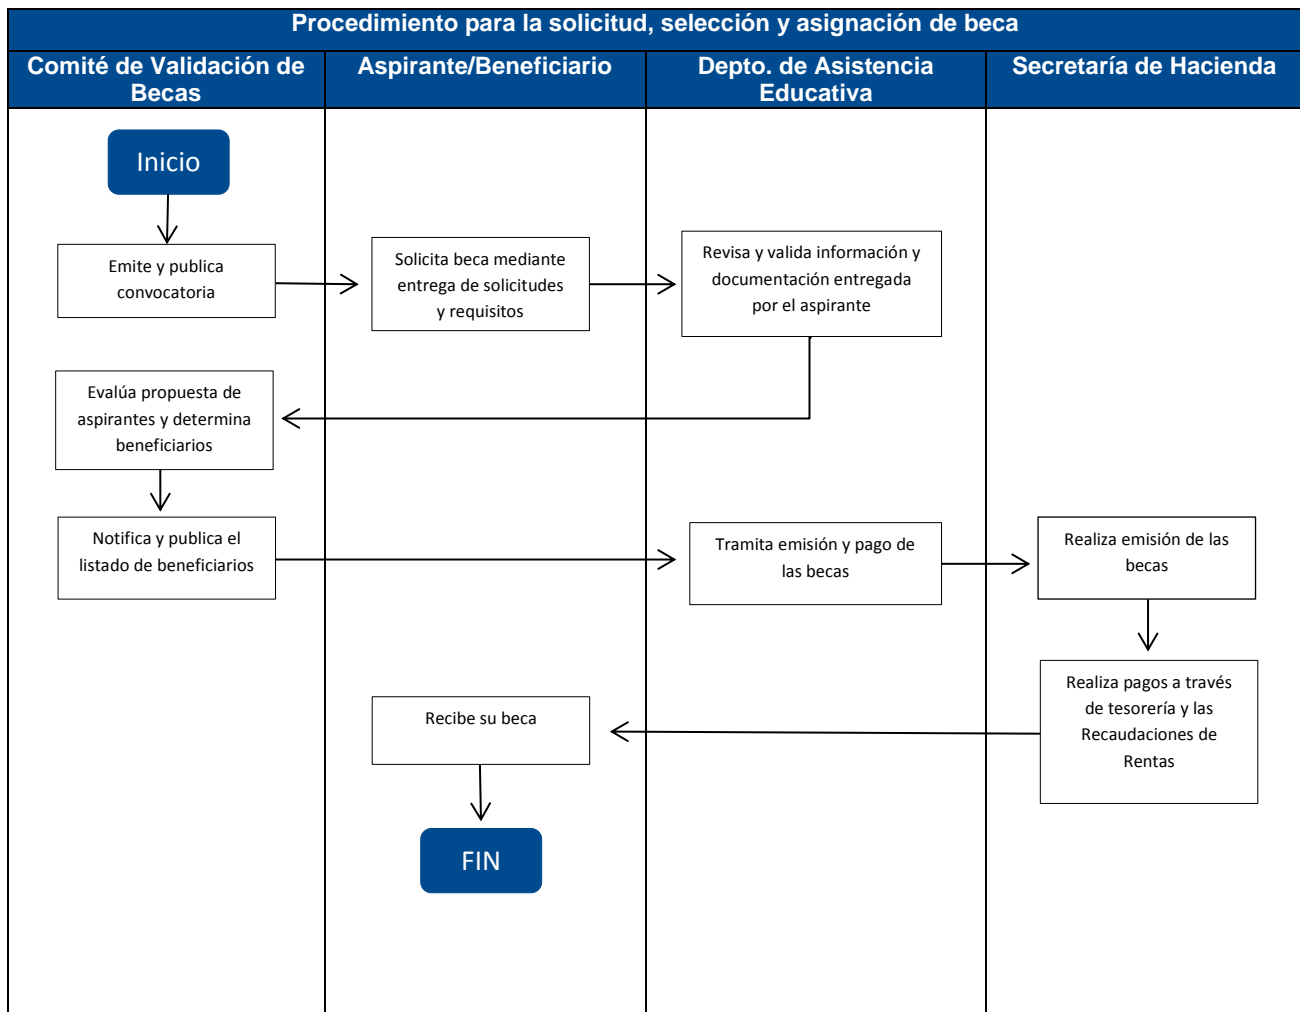 Procedimiento para la solicitud, selección y asignación de beca
Comité de Validación de
Becas
Aspirante/Beneficiario
Depto. de Asistencia
Educativa
Secretaría de Hacienda
Inicio
Emite y publica
convocatoria
Solicita beca mediante
entrega de solicitudes
y requisitos
Revisa y valida información y
documentación entregada
por el aspirante
Evalúa propuesta de
aspirantes y determina
beneficiarios
Notifica y publica el
listado de beneficiarios
Tramita emisión y pago de
las becas
Realiza emisión de las
becas
Realiza pagos a través
de tesorería y las
Recaudaciones de
Rentas
Recibe su beca
FIN